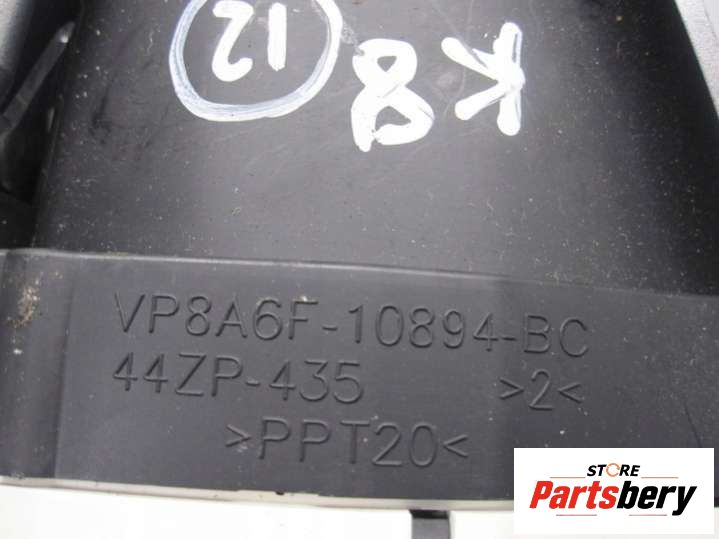 12
K8
VP8A6F-10894-BC
44ZP-435 >2<
>PPT20<
STORE
Partsbery